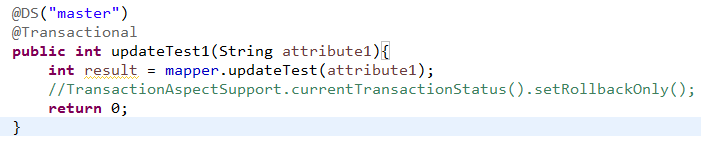 @DS("master")
@Transactional
public int updateTest1(String attribute1){
    int result = mapper.updateTest(attribute1);
    //TransactionAspectSupport.currentTransactionStatus().setRollbackOnly();
    return 0;
}